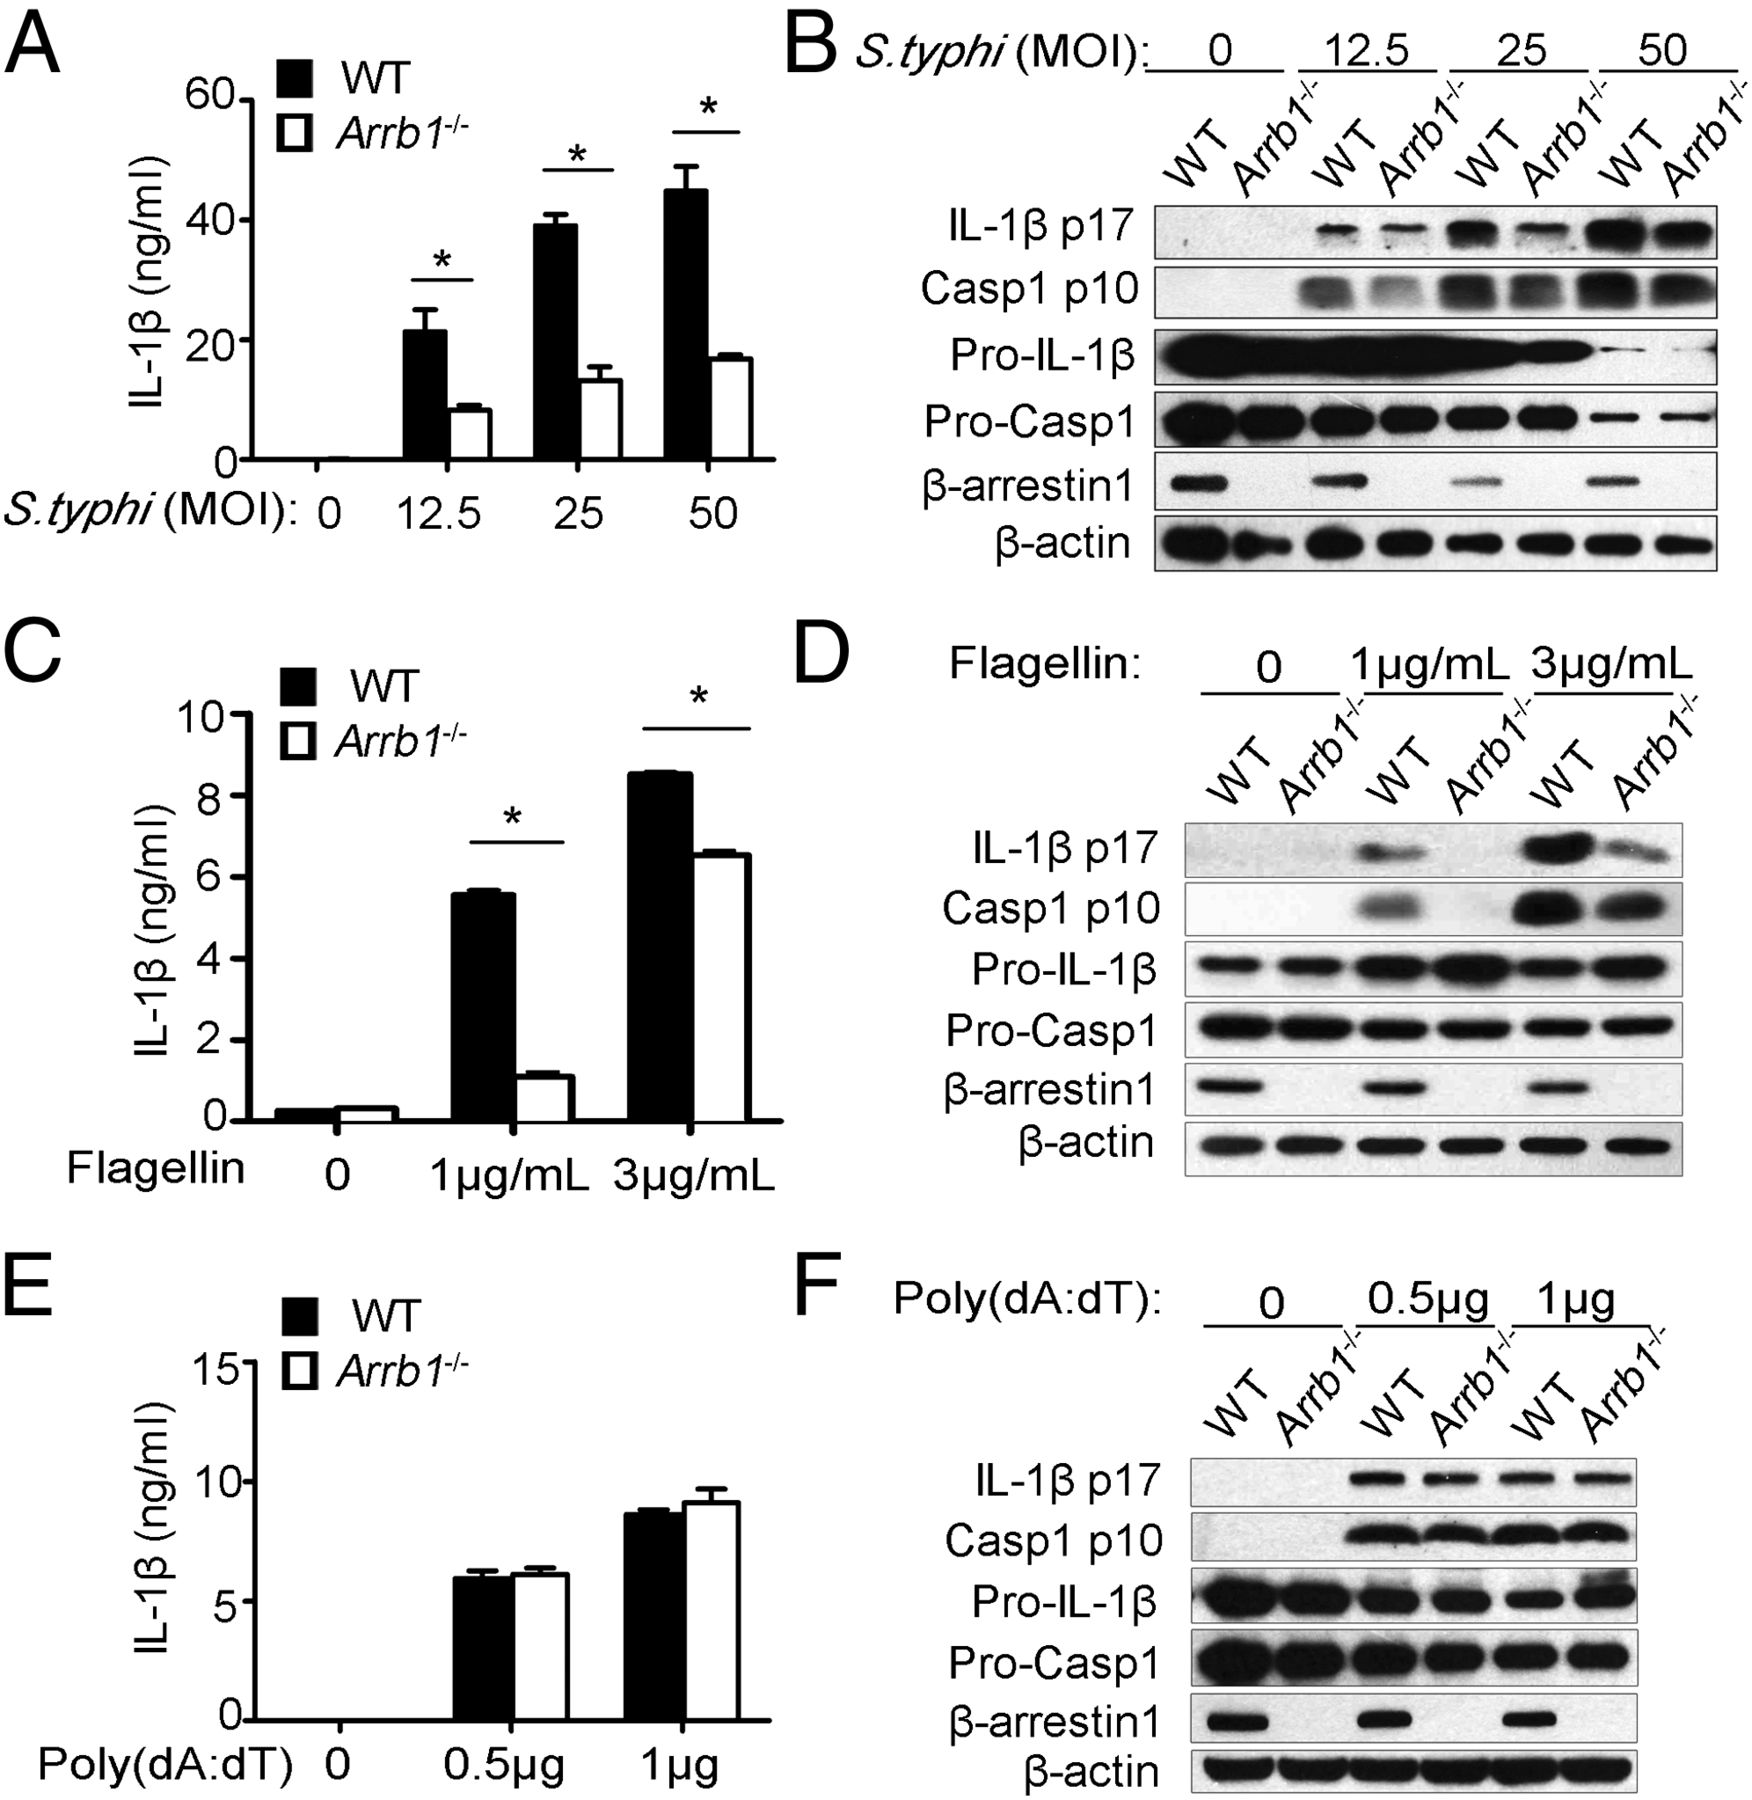 A
WT
Arrb1-/-
IL-1β (ng/ml)
60
40
20
0
*
*
*
S.typhi (MOI): 0 12.5 25 50
B
S.typhi (MOI): 0 12.5 25 50
WT Arrb1-/- WT Arrb1-/- WT Arrb1-/- WT Arrb1-/-
IL-1β p17
Casp1 p10
Pro-IL-1β
Pro-Casp1
β-arrestin1
β-actin
C
WT
Arrb1-/-
IL-1β (ng/ml)
10
8
6
4
2
0
*
*
Flagellin 0 1μg/mL 3μg/mL
D
Flagellin: 0 1μg/mL 3μg/mL
WT Arrb1-/- WT Arrb1-/- WT Arrb1-/-
IL-1β p17
Casp1 p10
Pro-IL-1β
Pro-Casp1
β-arrestin1
β-actin
E
WT
Arrb1-/-
IL-1β (ng/ml)
15
10
5
0
Poly(dA:dT) 0 0.5μg 1μg
F
Poly(dA:dT): 0 0.5μg 1μg
WT Arrb1-/- WT Arrb1-/- WT Arrb1-/-
IL-1β p17
Casp1 p10
Pro-IL-1β
Pro-Casp1
β-arrestin1
β-actin